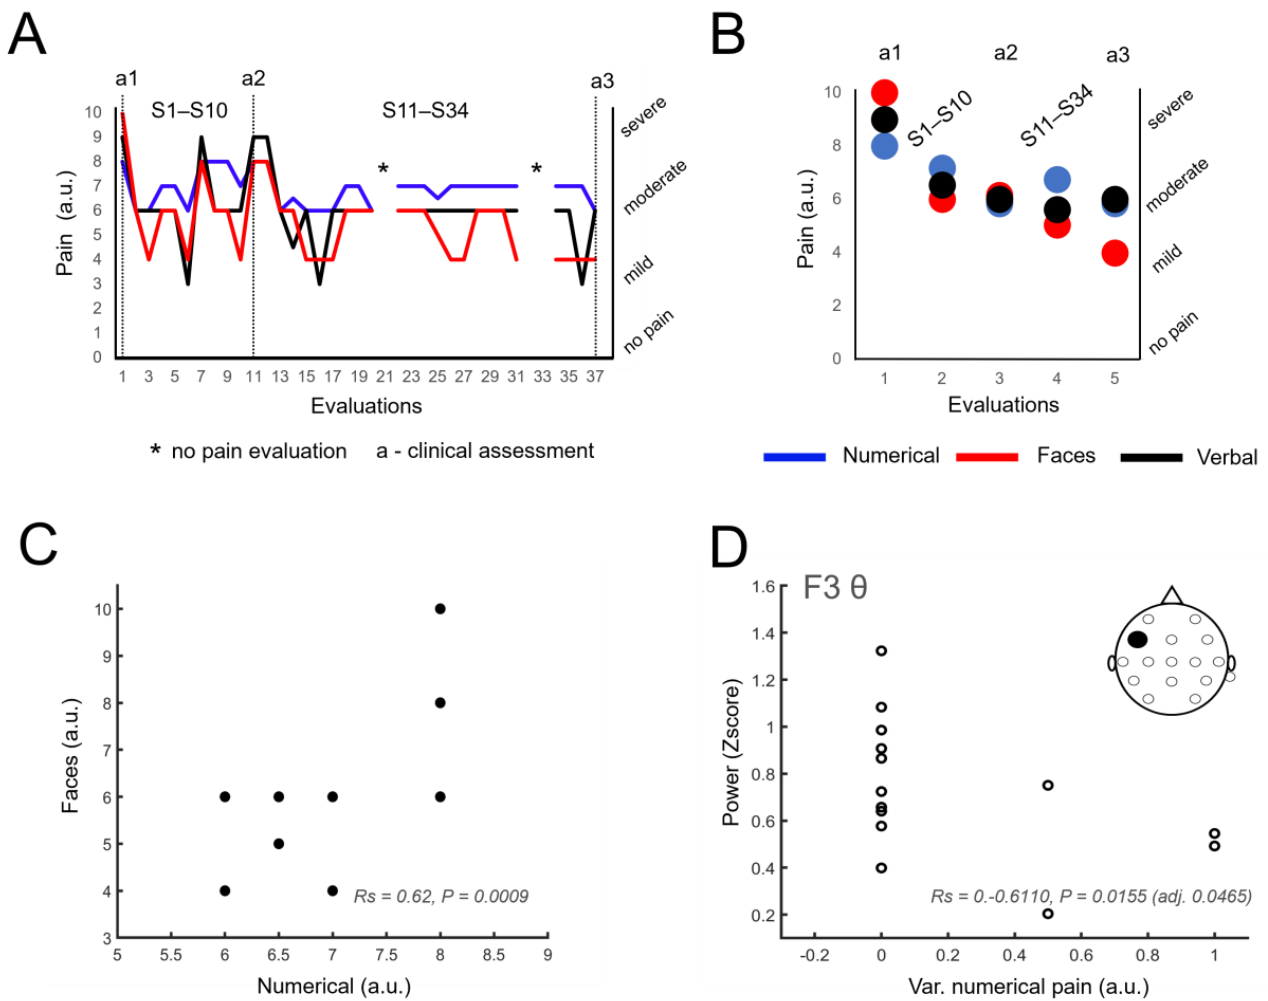 A
a1
a2
a3
S1–S10
S11–S34
*
*
Pain (a.u.)
10
9
8
7
6
5
4
3
2
1
0
severe
moderate
mild
no pain
1 3 5 7 9 11 13 15 17 19 21 23 25 27 29 31 33 35 37
Evaluations
* no pain evaluation a - clinical assessment
B
a1
a2
a3
S1–S10
S11–S34
Pain (a.u.)
10
8
6
4
2
0
severe
moderate
mild
no pain
1 2 3 4 5
Evaluations
Numerical Faces Verbal
C
Faces (a.u.)
10
9
8
7
6
5
4
3
Rs = 0.62, P = 0.0009
5 5.5 6 6.5 7 7.5 8 8.5 9
Numerical (a.u.)
D
F3 θ
Power (Zscore)
1.6
1.4
1.2
1
0.8
0.6
0.4
0.2
Rs = 0.-0.6110, P = 0.0155 (adj. 0.0465)
-0.2 0 0.2 0.4 0.6 0.8 1
Var. numerical pain (a.u.)